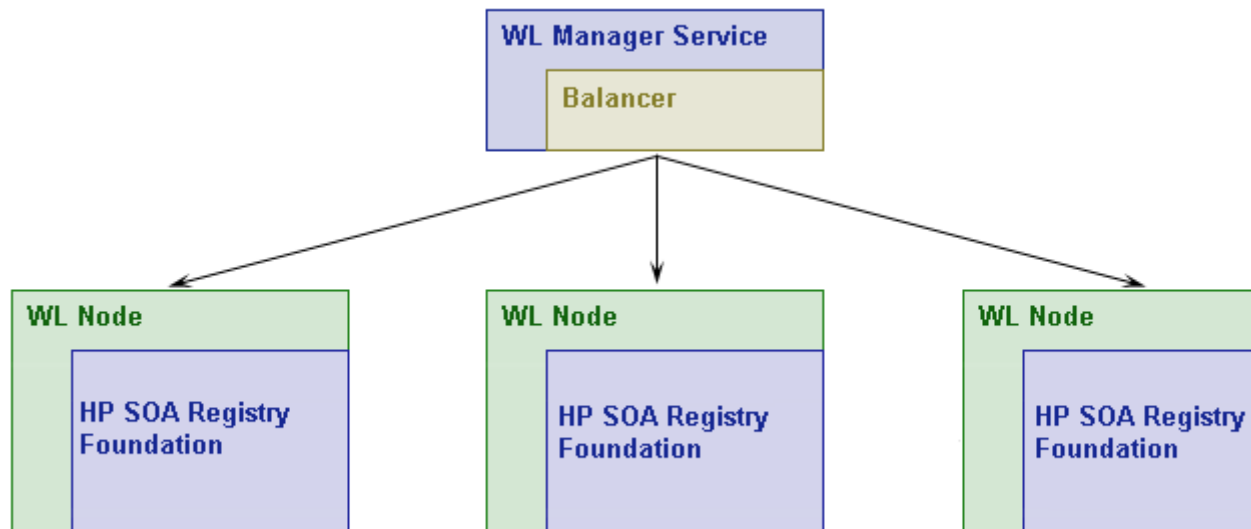 WL Manager Service
Balancer
WL Node
HP SOA Registry
Foundation
WL Node
HP SOA Registry
Foundation
WL Node
HP SOA Registry
Foundation